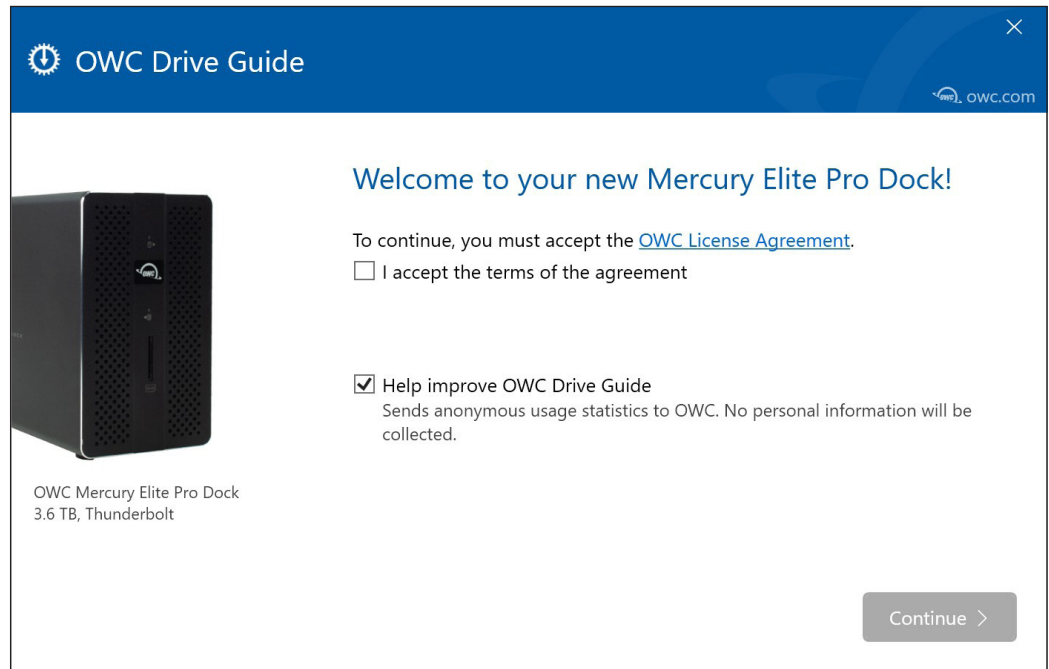 OWC Drive Guide
OWC. owc.com
Welcome to your new Mercury Elite Pro Dock!
To continue, you must accept the OWC License Agreement.
I accept the terms of the agreement
OWC
Help improve OWC Drive Guide
Sends anonymous usage statistics to OWC. No personal information will be
collected.
OWC Mercury Elite Pro Dock
3.6 TB, Thunderbolt
Continue